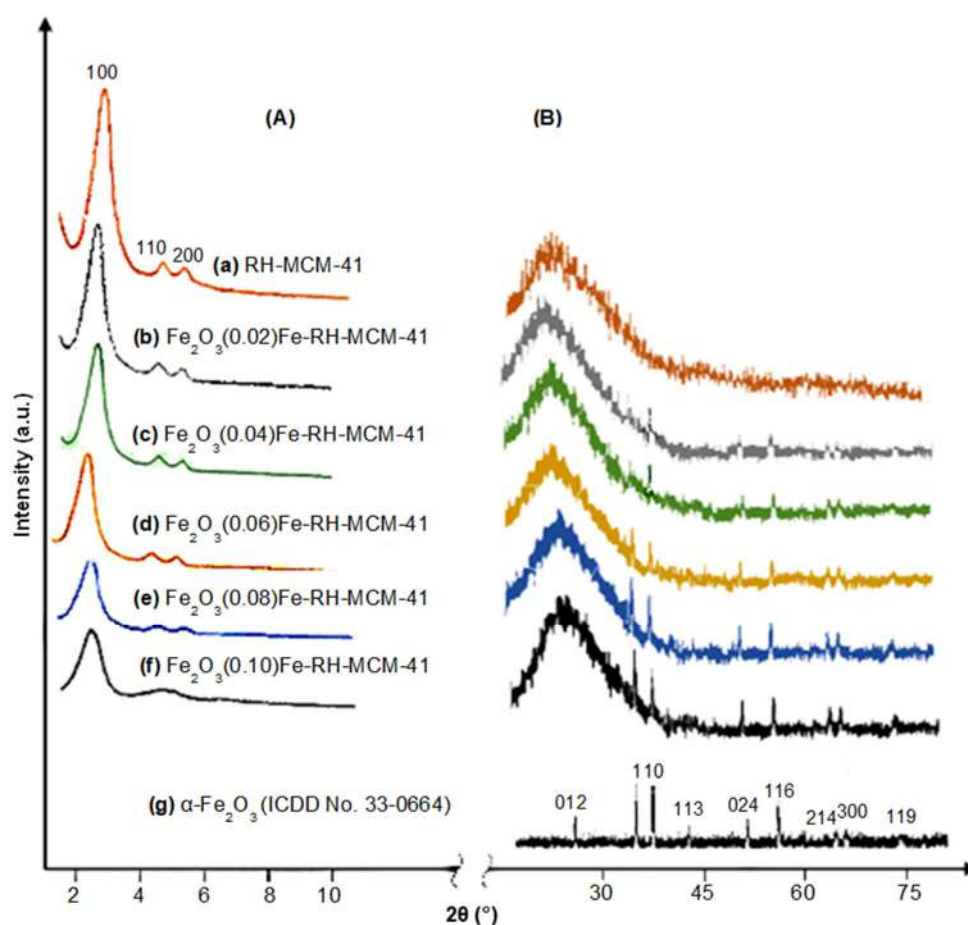 100
(A)
(B)
110
200
(a) RH-MCM-41
(b) Fe2O3(0.02)Fe-RH-MCM-41
(c) Fe2O3(0.04)Fe-RH-MCM-41
(d) Fe2O3(0.06)Fe-RH-MCM-41
(e) Fe2O3(0.08)Fe-RH-MCM-41
(f) Fe2O3(0.10)Fe-RH-MCM-41
(g) α-Fe2O3(ICDD No. 33-0664)
012
110
113
024
116
214
300
119
Intensity (a.u.)
2 4 6 8 10 30 45 60 75
2θ (°)